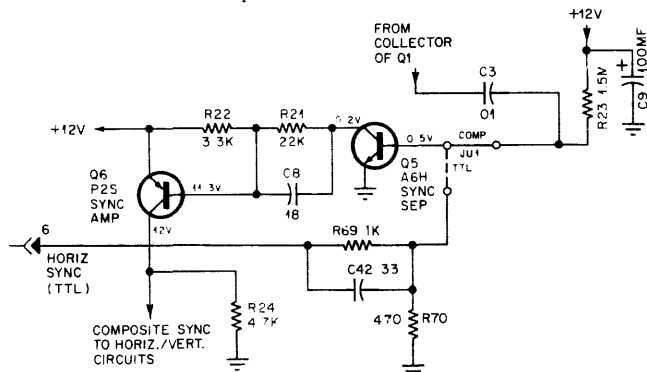 +12V
FROM
COLLECTOR
OF Q1
C3
01
+
100MF
C9
R23 1.5M
R22
3.3K
R21
22K
0.2V
+12V
0.5V
COMP
JU1
TTL
Q5
A6H
SYNC
SEP
Q6
P2S
SYNC
AMP
11.3V
C8
18
12V
6
HORIZ
SYNC
(TTL)
R69 1K
C42 33
R24
4.7K
470
R70
COMPOSITE SYNC
TO HORIZ./VERT.
CIRCUITS